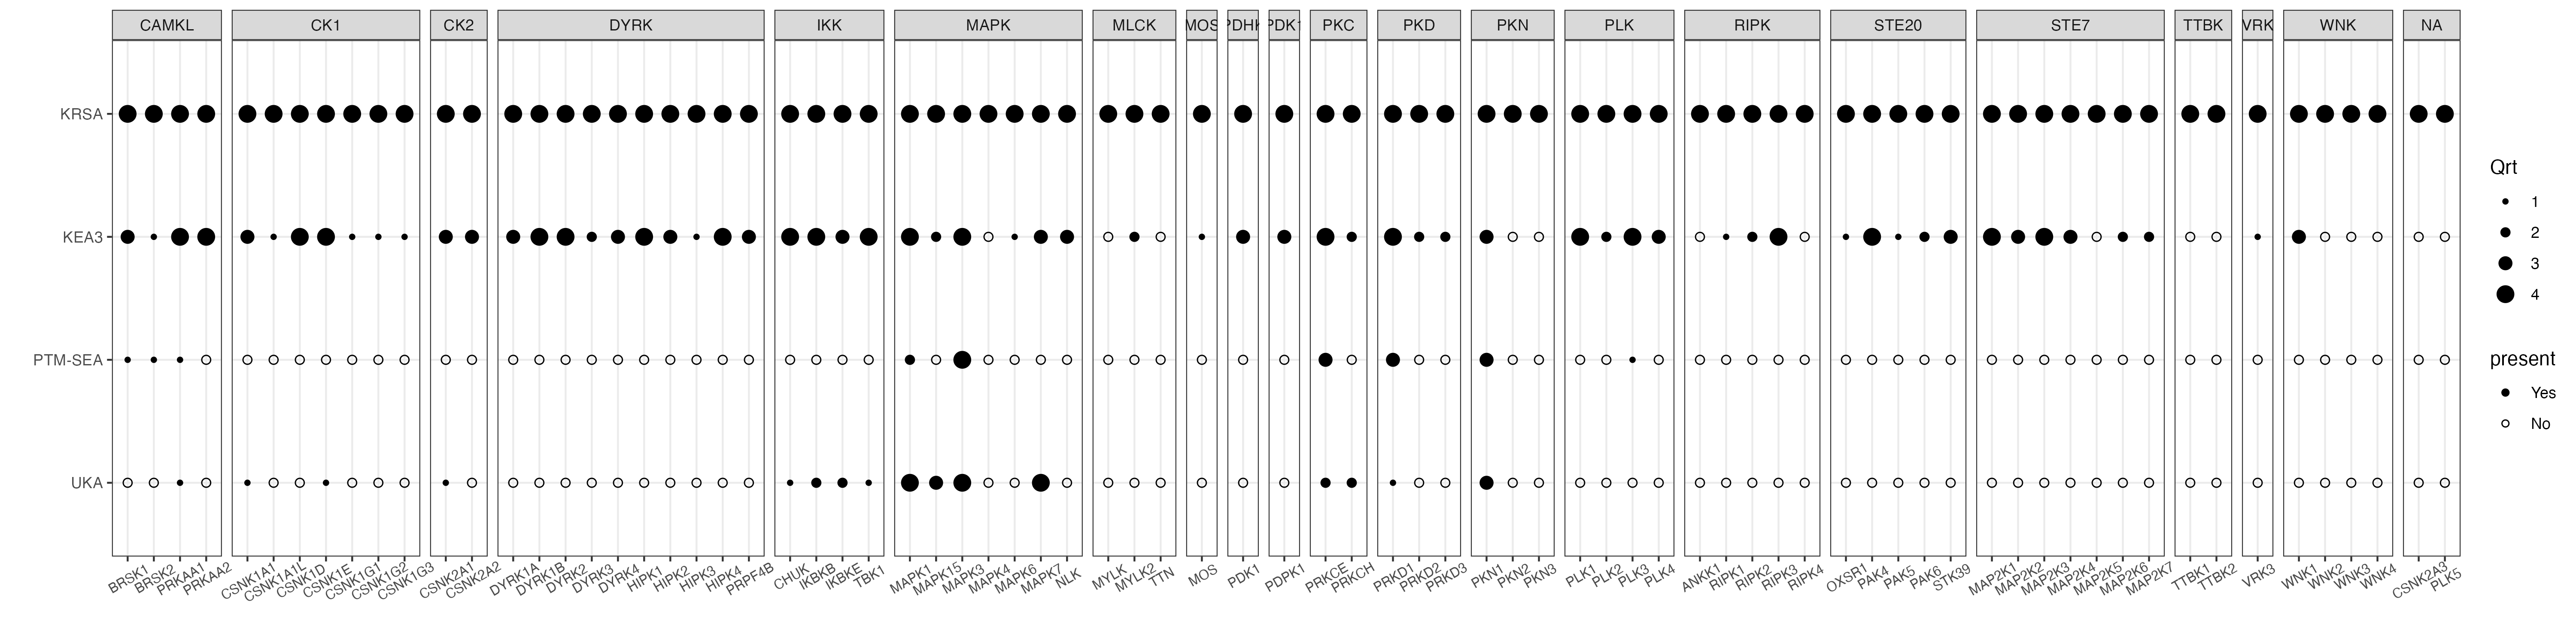 CAMKL CK1 CK2 DYRK IKK MAPK MLCK MOS PDHK PDK1 PKC PKD PKN PLK RIPK STE20 STE7 TTBK VRK WNK NA
KRSA
KEA3
PTM-SEA
UKA
BRSK1 BRSK2 PRKAA1 PRKAA2 CSNK1A1 CSNK1A1L CSNK1D CSNK1E CSNK1G1 CSNK1G2 CSNK1G3 CSNK2A1 CSNK2A2 DYRK1A DYRK1B DYRK2 DYRK3 DYRK4 HIPK1 HIPK2 HIPK3 HIPK4 PRPF4B CHUK IKBKB IKBKE TBK1 MAPK1 MAPK15 MAPK3 MAPK4 MAPK6 MAPK7 NLK MYLK MYLK2 TTN MOS PDK1 PDPK1 PRKCE PRKCH PRKD1 PRKD2 PRKD3 PKN1 PKN2 PKN3 PLK1 PLK2 PLK3 PLK4 ANKK1 RIPK1 RIPK2 RIPK3 RIPK4 OXSR1 PAK4 PAK5 PAK6 STK39 MAP2K1 MAP2K2 MAP2K3 MAP2K4 MAP2K5 MAP2K6 MAP2K7 TTBK1 TTBK2 VRK3 WNK1 WNK2 WNK3 WNK4 CSNK2A3 PLK5
Qrt
1
2
3
4
present
Yes
No